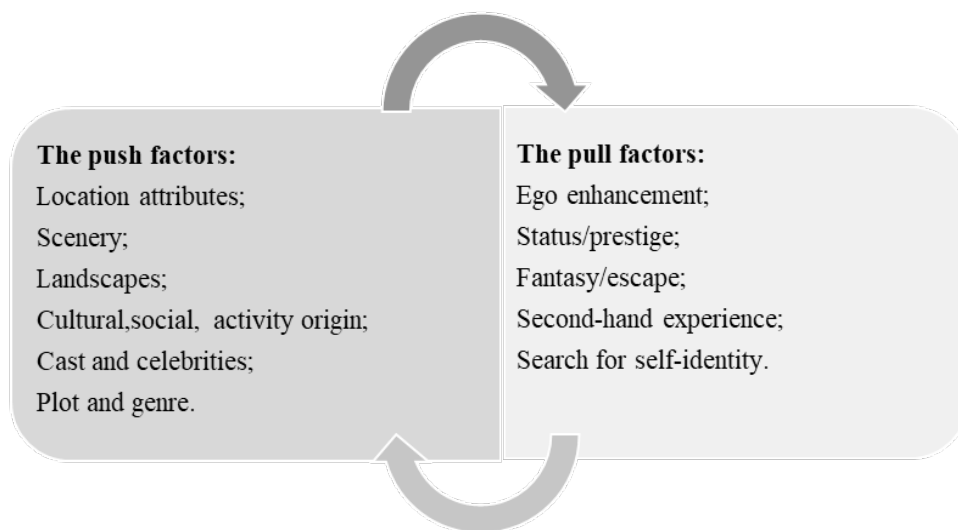 The push factors:
Location attributes;
Scenery;
Landscapes;
Cultural,social, activity origin;
Cast and celebrities;
Plot and genre.
The pull factors:
Ego enhancement;
Status/prestige;
Fantasy/escape;
Second-hand experience;
Search for self-identity.